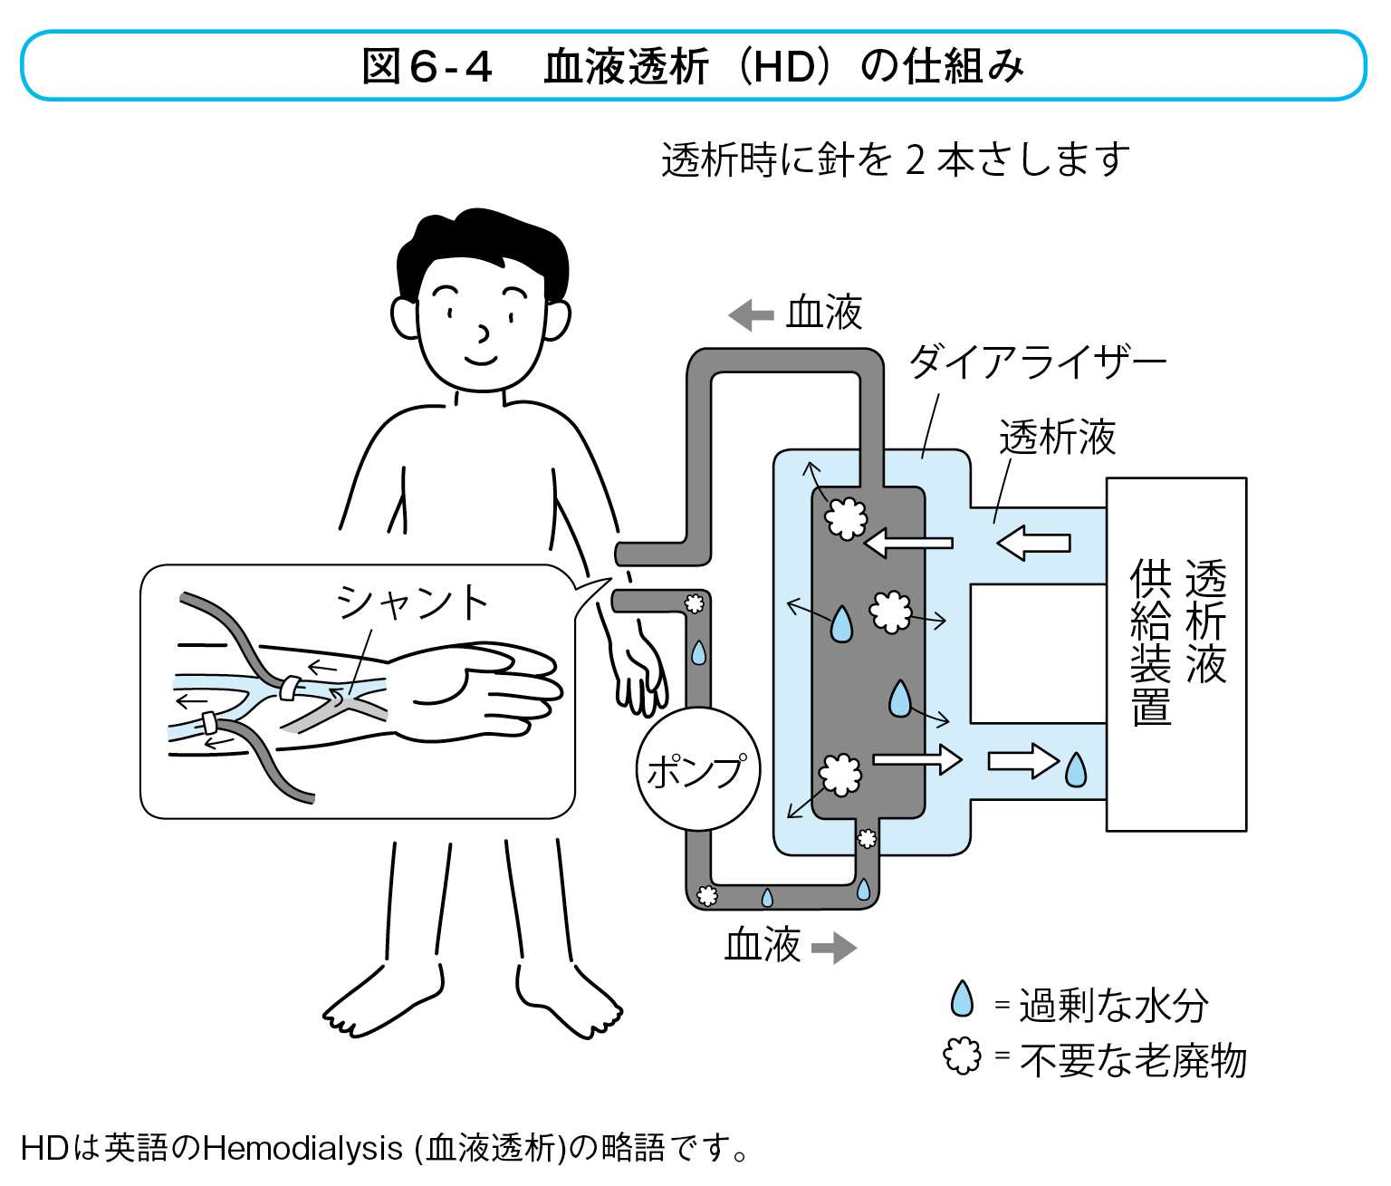 図6-4　血液透析（HD）の仕組み
透析時に針を2本さします
血液
ダイアライザー
透析液
シャント
透析液
供給装置
ポンプ
血液
＝過剰な水分
＝不要な老廃物
HDは英語のHemodialysis (血液透析)の略語です。